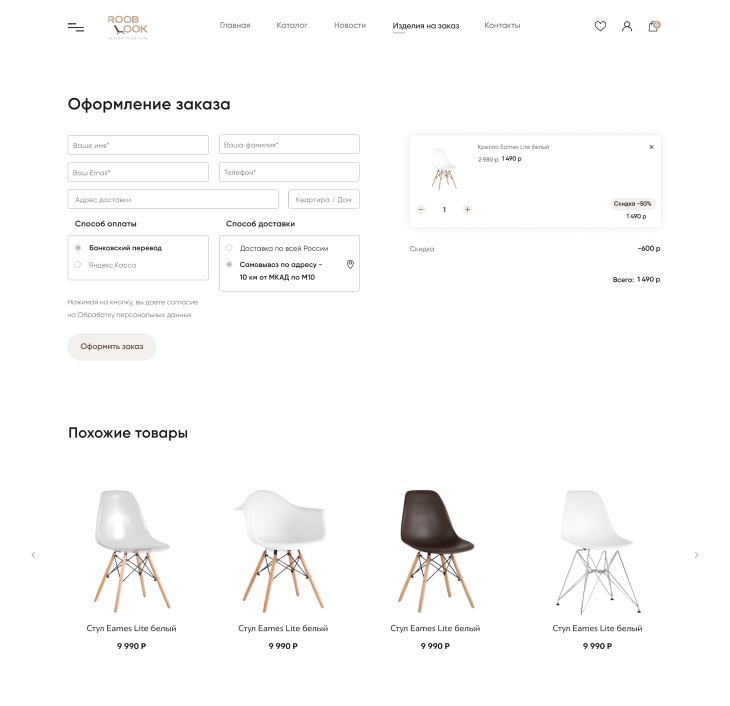 ROOB
LOOK
Главная
Каталог
Новости
Изделия на заказ
Контакты
Оформление заказа
Ваше имя*
Ваша фамилия*
Ваш Email*
Телефон*
Адрес доставки
Квартира / Дом
Способ оплаты
Банковский перевод
Яндекс.Касса
Способ доставки
Доставка по всей России
Самовывоз по адресу –
10 км от МКАД по М10
Нажимая на кнопку, вы даете согласие
на Обработку персональных данных
Оформить заказ
Кресло Eames Lite белый
2 980 р 1 490 р
1
Скидка -50%
1 490 р
Скидка
-600 р
Всего: 1 490 р
Похожие товары
Стул Eames Lite белый
9 990 Р
Стул Eames Lite белый
9 990 Р
Стул Eames Lite белый
9 990 Р
Стул Eames Lite белый
9 990 Р